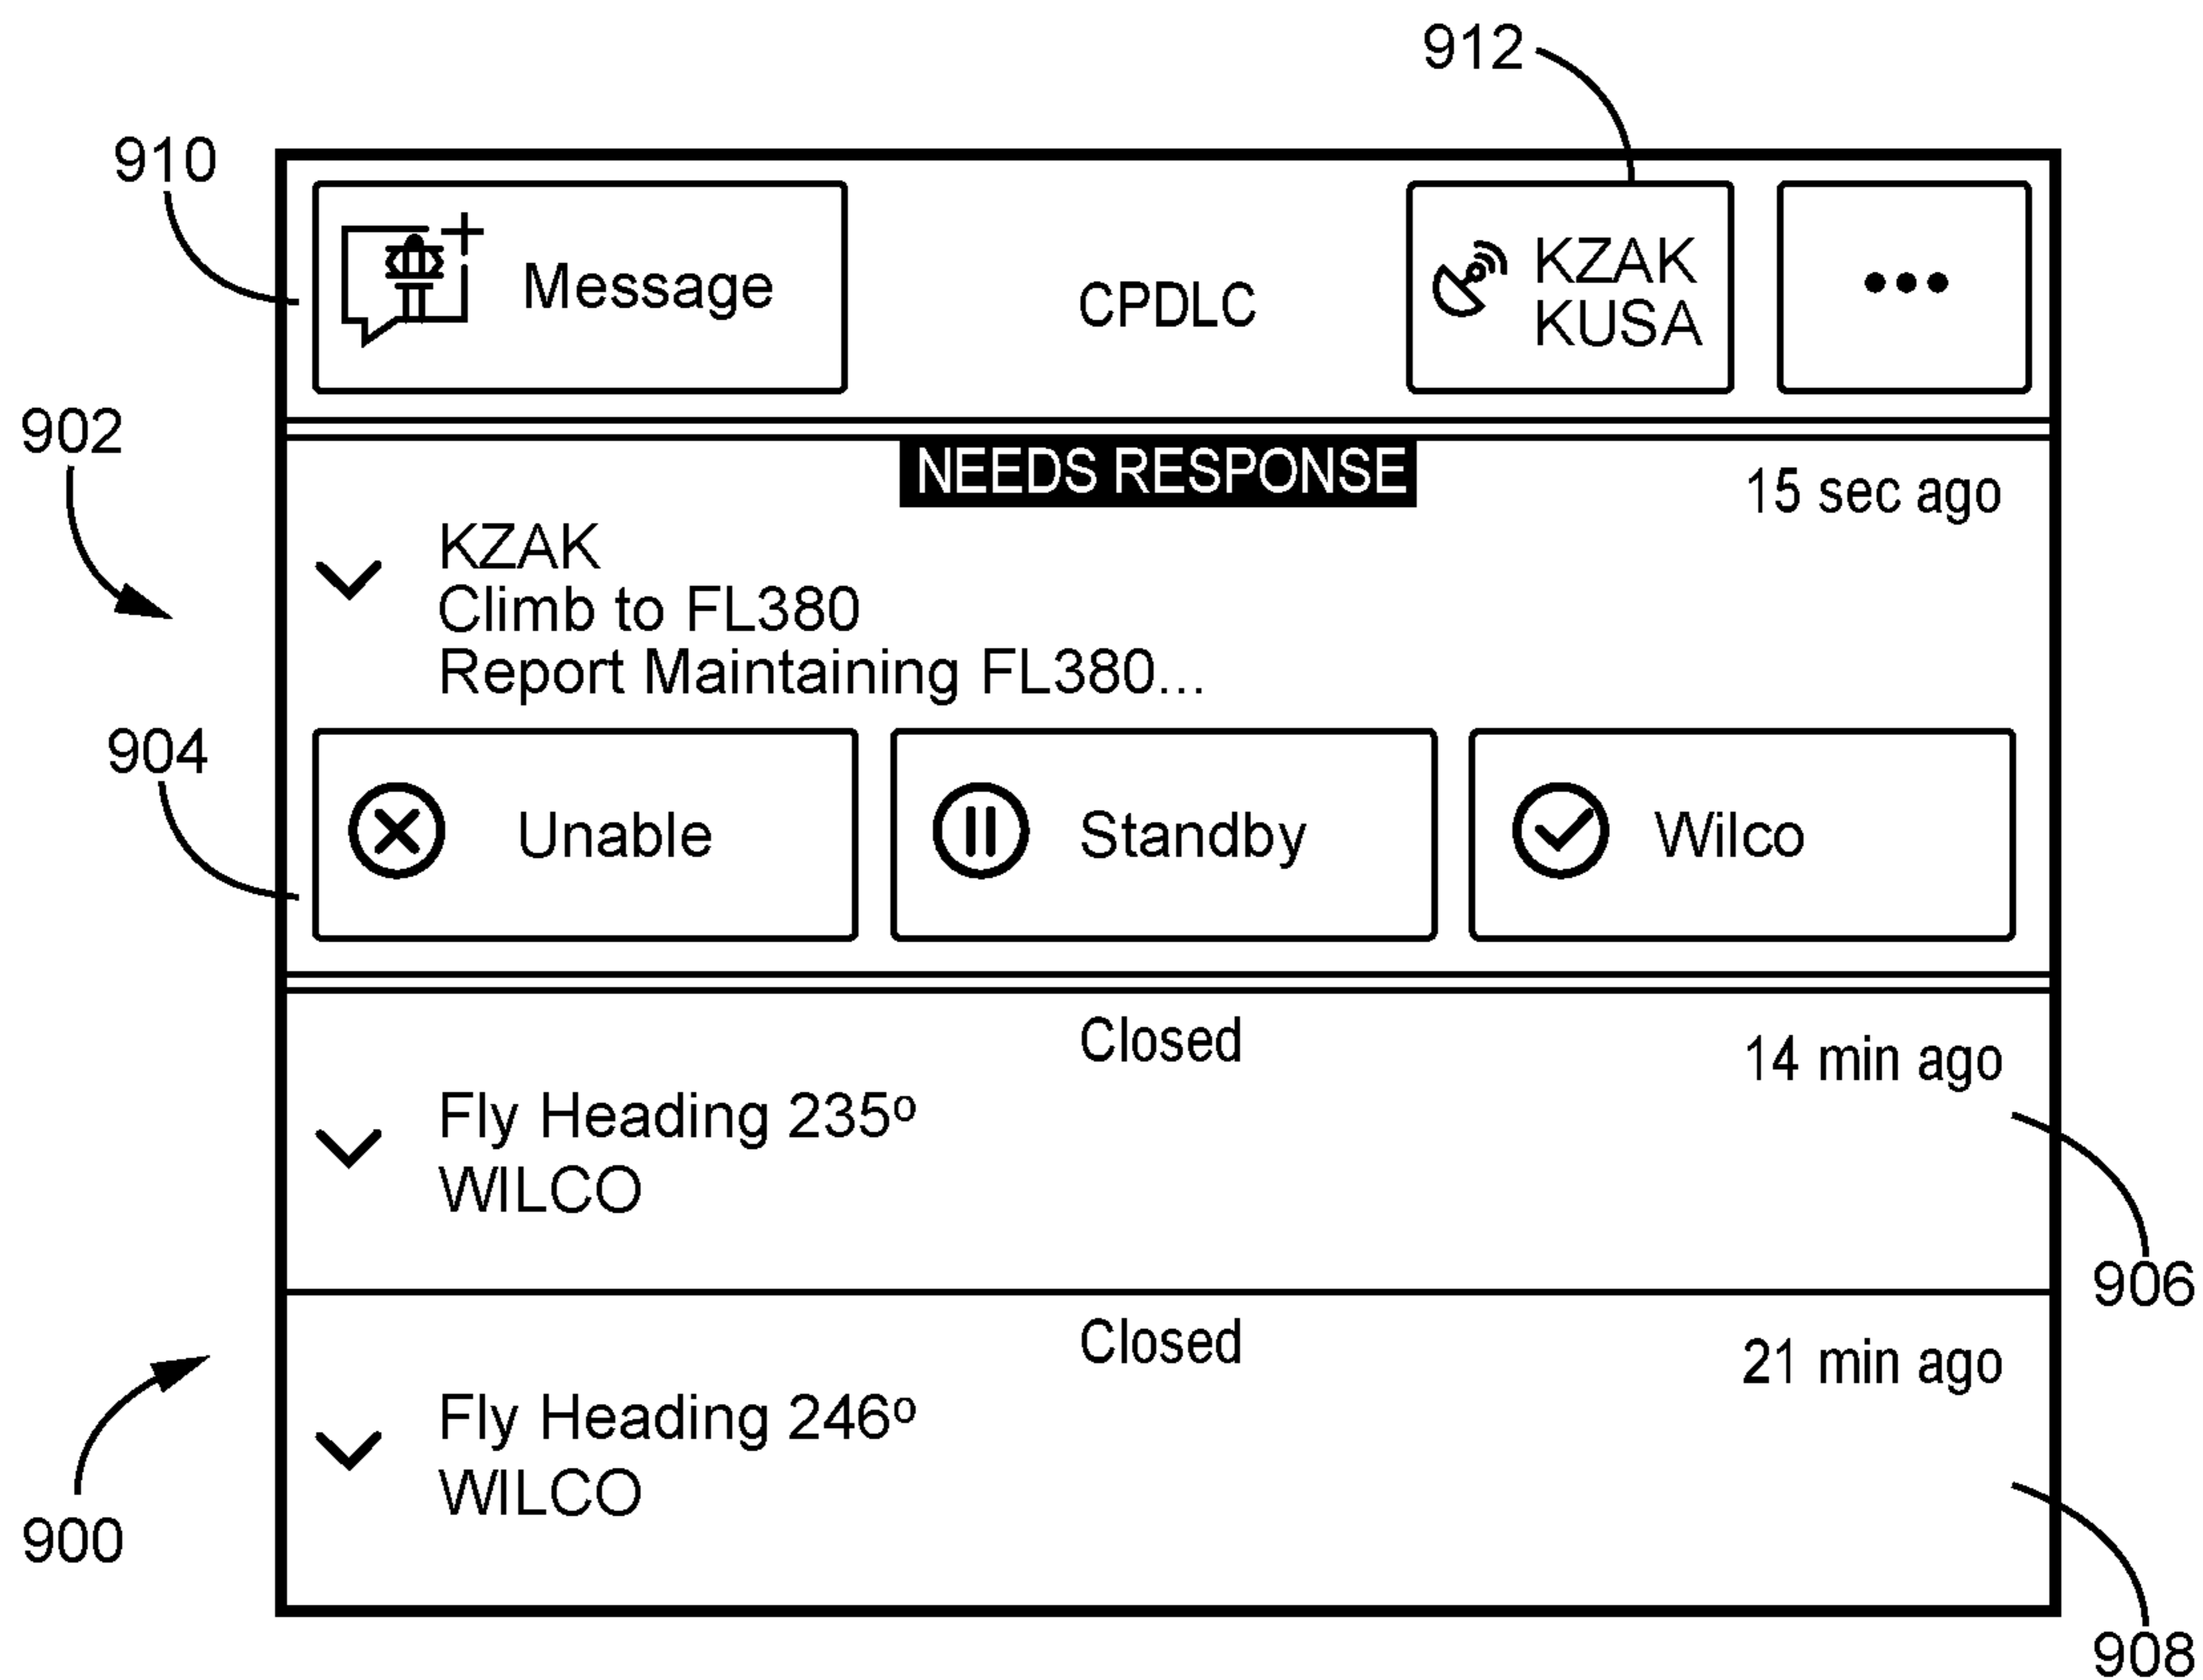 912
910
Message
CPDLC
KZAK
KUSA
•••
902
NEEDS RESPONSE
15 sec ago
KZAK
Climb to FL380
Report Maintaining FL380...
904
Unable
Standby
Wilco
Closed
14 min ago
Fly Heading 235º
WILCO
906
Closed
21 min ago
Fly Heading 246º
WILCO
900
908